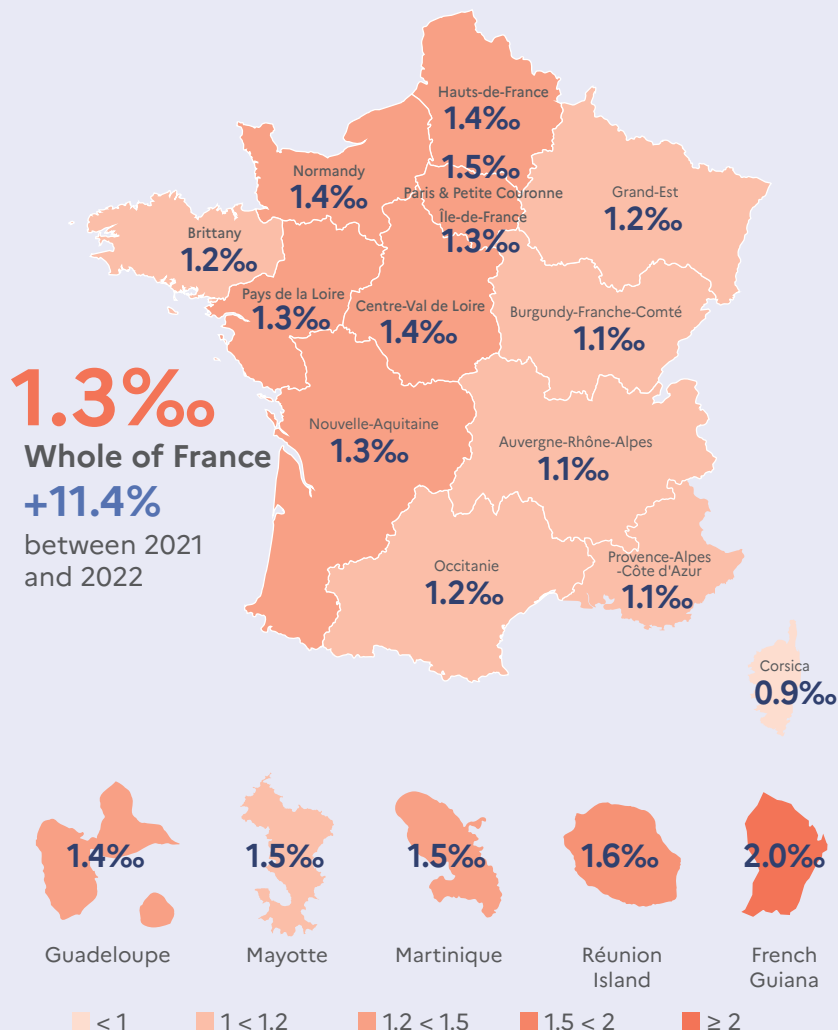 Hauts-de-France
1.4‰
1.5‰
Paris & Petite Couronne
Île-de-France
1.3‰
Normandy
1.4‰
Grand-Est
1.2‰
Brittany
1.2‰
Pays de la Loire
1.3‰
Centre-Val de Loire
1.4‰
Burgundy-Franche-Comté
1.1‰
1.3‰
Whole of France
+11.4%
between 2021
and 2022
Nouvelle-Aquitaine
1.3‰
Auvergne-Rhône-Alpes
1.1‰
Occitanie
1.2‰
Provence-Alpes
-Côte d'Azur
1.1‰
Corsica
0.9‰
1.4‰
Guadeloupe
1.5‰
Mayotte
1.5‰
Martinique
1.6‰
Réunion
Island
2.0‰
French
Guiana
< 1
1 < 1.2
1.2 < 1.5
1.5 < 2
≥ 2